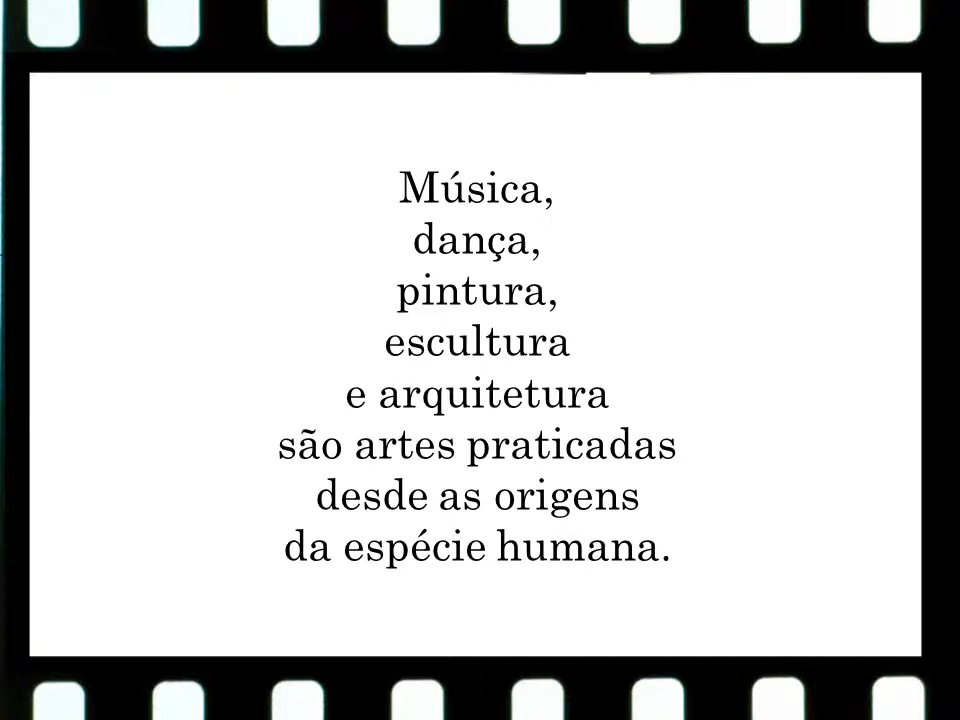 Música,
dança,
pintura,
escultura
e arquitetura
são artes praticadas
desde as origens
da espécie humana.